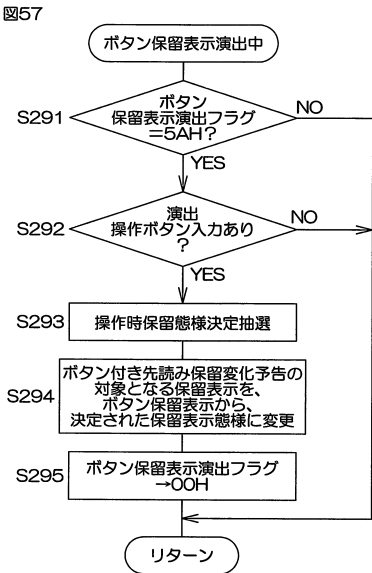 図57
ボタン保留表示演出中
S291
ボタン
保留表示演出フラグ
=5AH?
NO
YES
S292
演出
操作ボタン入力あり
?
NO
YES
S293
操作時保留態様決定抽選
S294
ボタン付き先読み保留変化予告の
対象となる保留表示を、
ボタン保留表示から、
決定された保留表示態様に変更
S295
ボタン保留表示演出フラグ
→00H
リターン